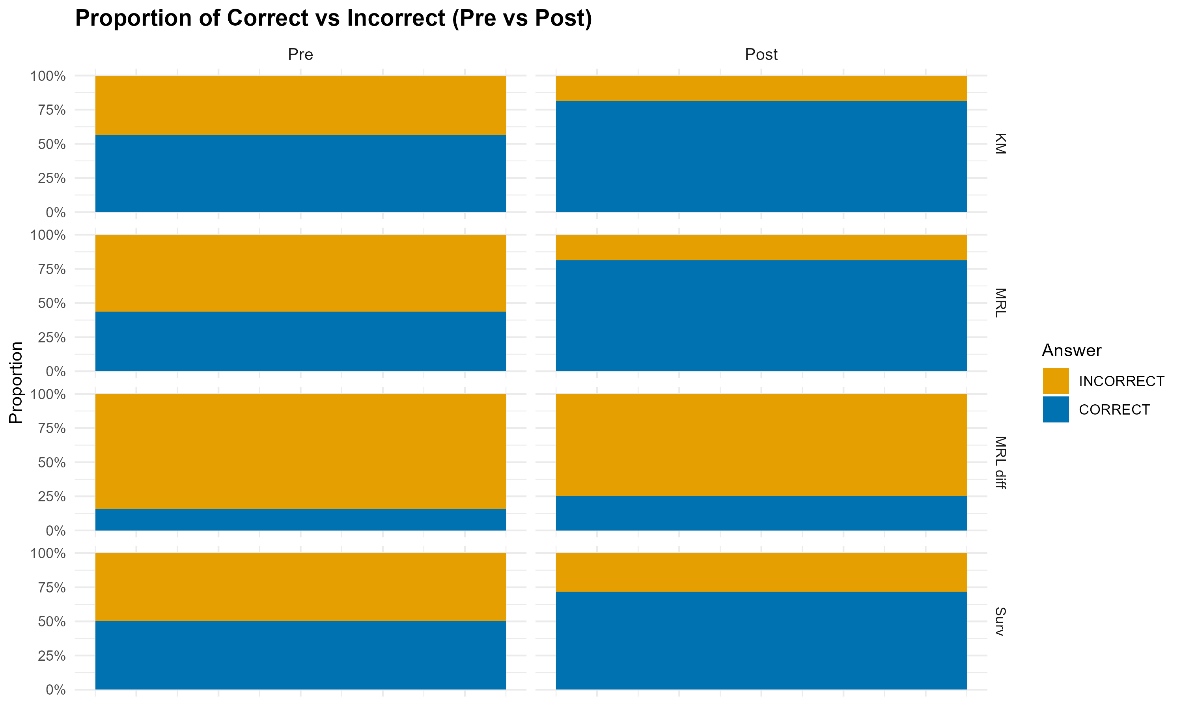 Proportion of Correct vs Incorrect (Pre vs Post)
Pre
Post
100%
75%
50%
25%
0%
KM
100%
75%
50%
25%
0%
MRL
100%
75%
50%
25%
0%
MRL diff
100%
75%
50%
25%
0%
Surv
Proportion
Answer
INCORRECT
CORRECT